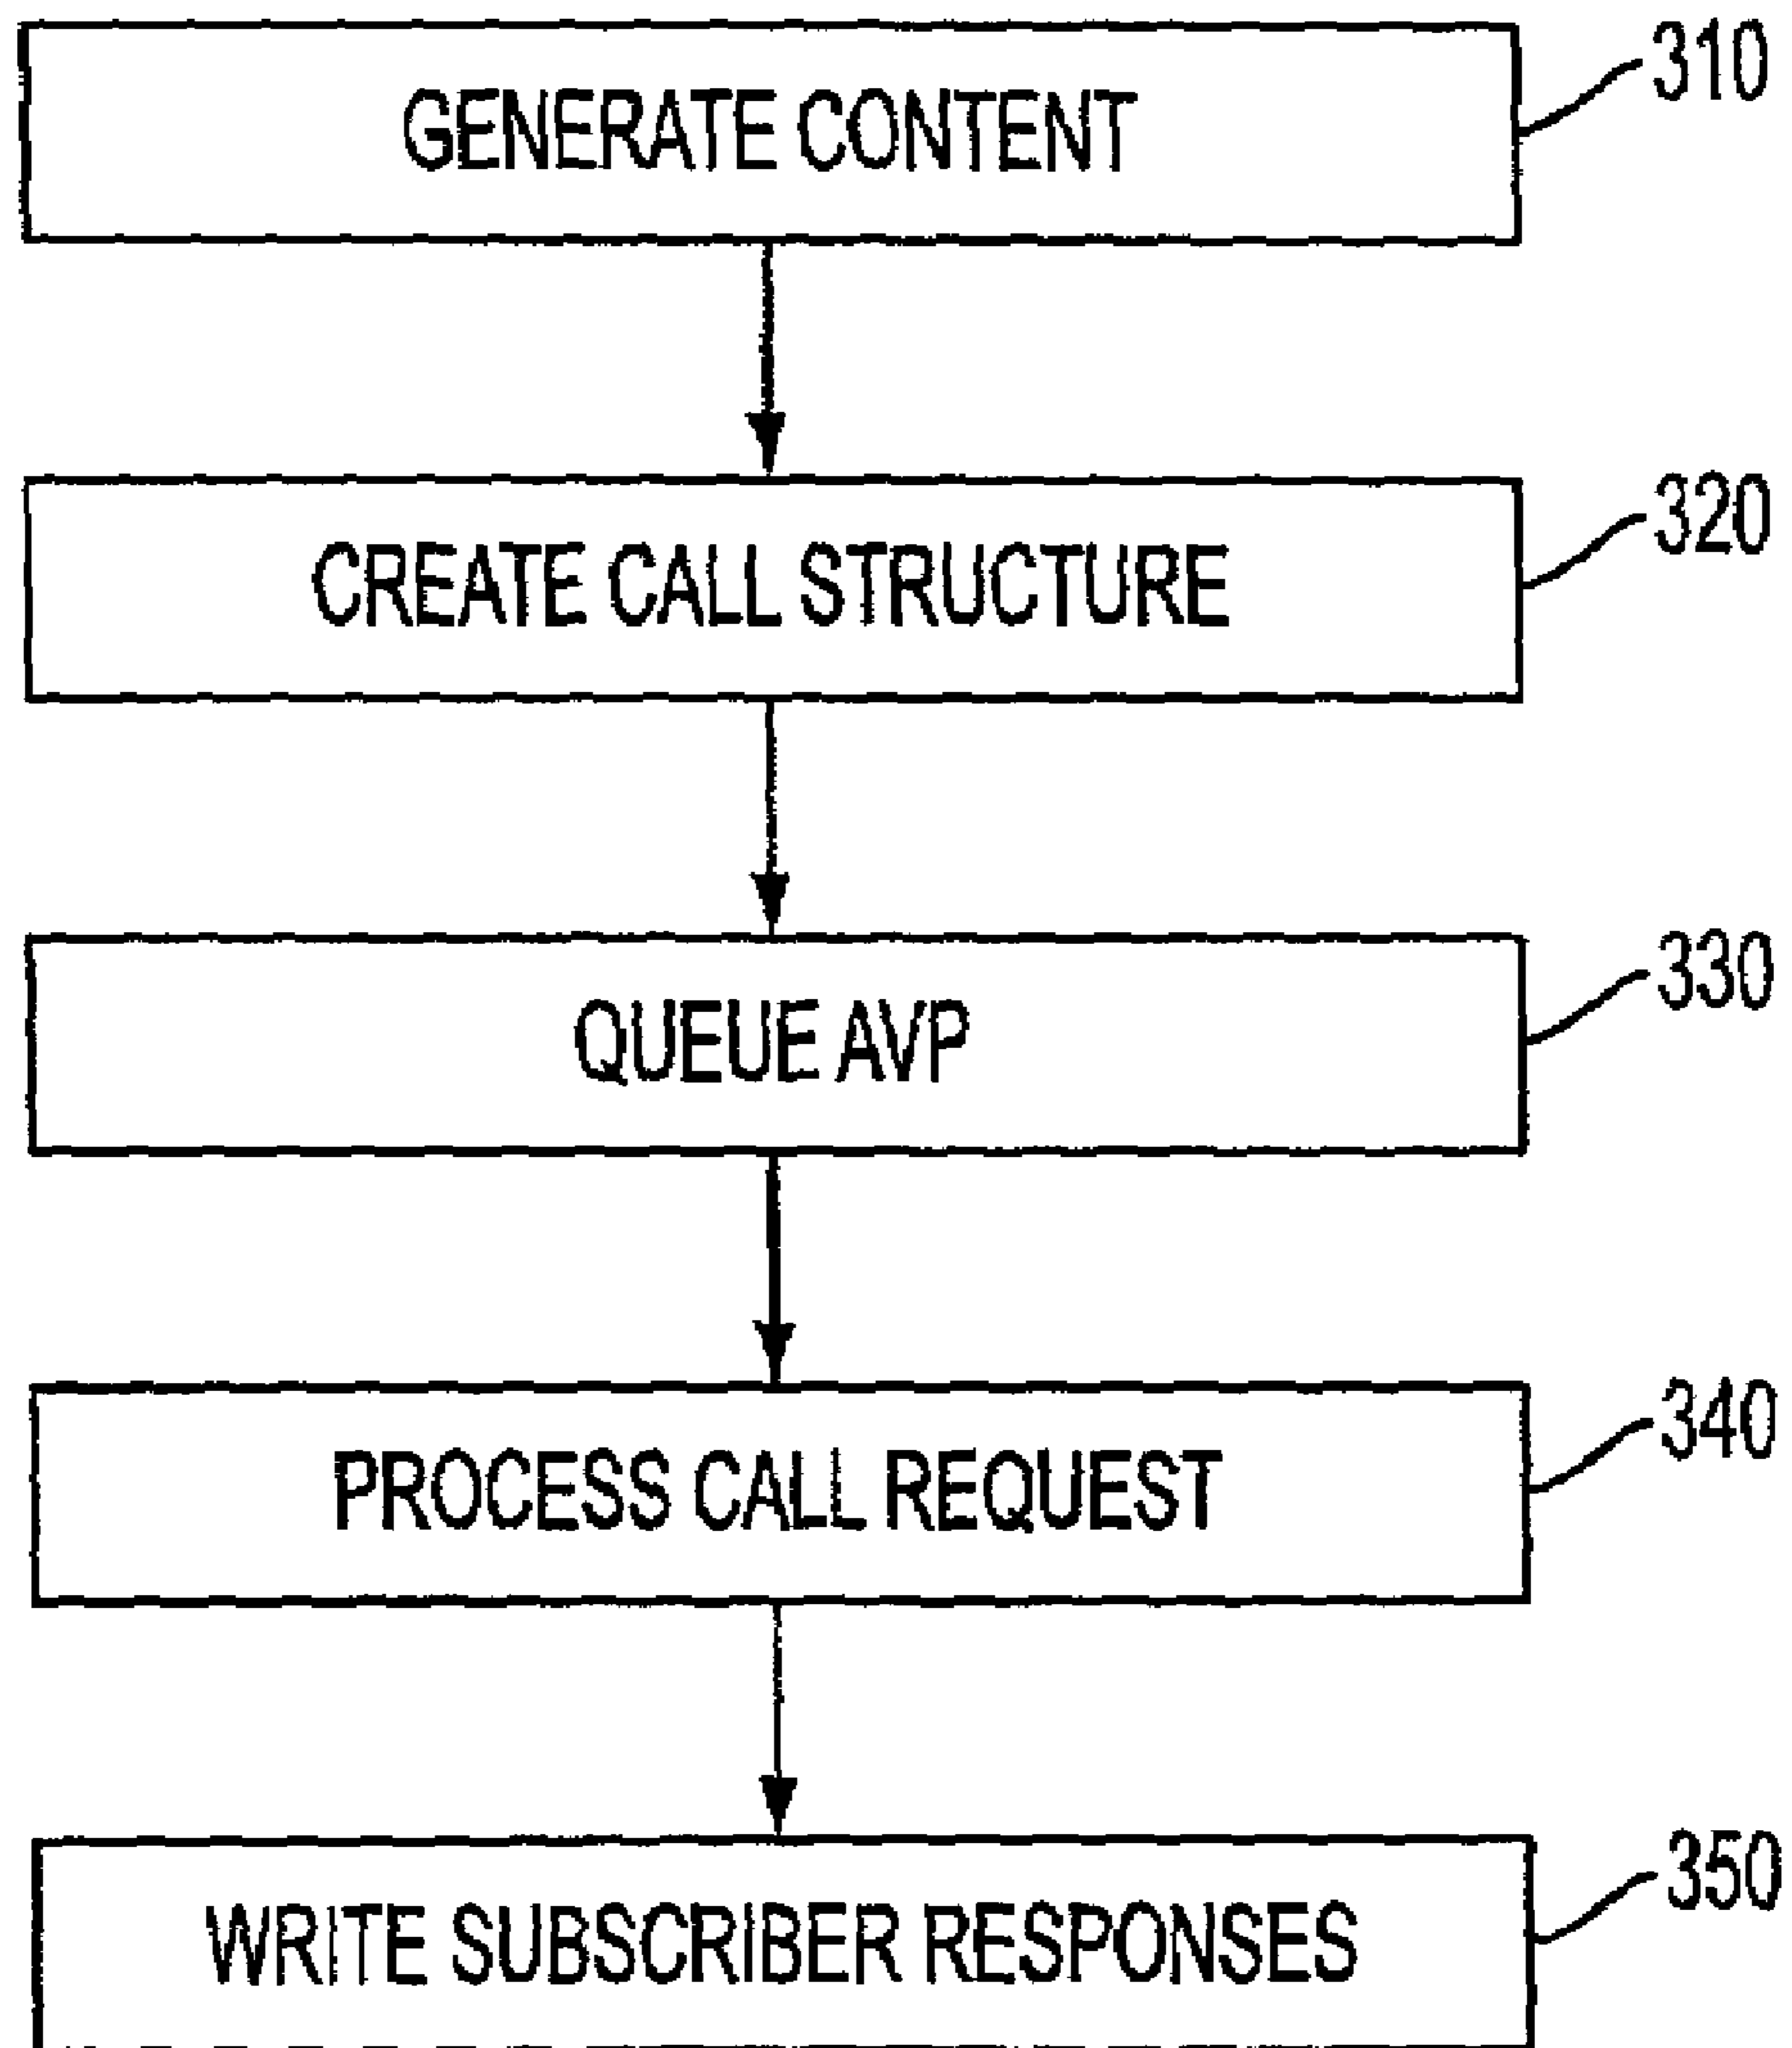 GENERATE CONTENT
310
CREATE CALL STRUCTURE
320
QUEUE AVP
330
PROCESS CALL REQUEST
340
WRITE SUBSCRIBER RESPONSES
350